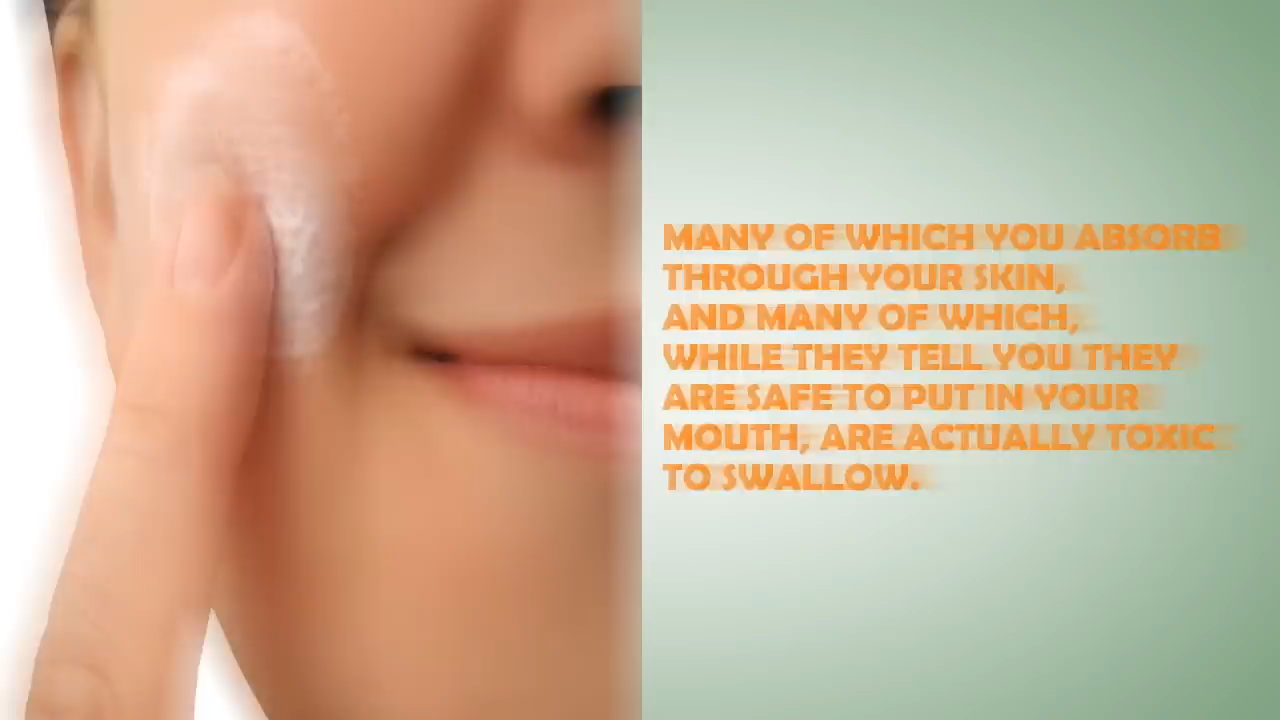 MANY OF WHICH YOU ABSORB
THROUGH YOUR SKIN,
AND MANY OF WHICH,
WHILE THEY TELL YOU THEY
ARE SAFE TO PUT IN YOUR
MOUTH, ARE ACTUALLY TOXIC
TO SWALLOW.